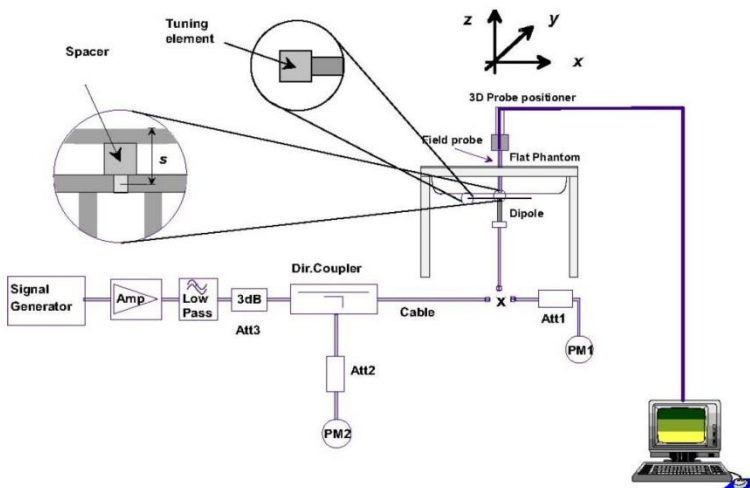 Tuning
element
Spacer
z
y
x
3D Probe positioner
Field probe
Flat Phantom
s
Dipole
Dir.Coupler
Signal
Generator
Amp
Low
Pass
3dB
Att3
Cable
x
Att1
PM1
Att2
PM2